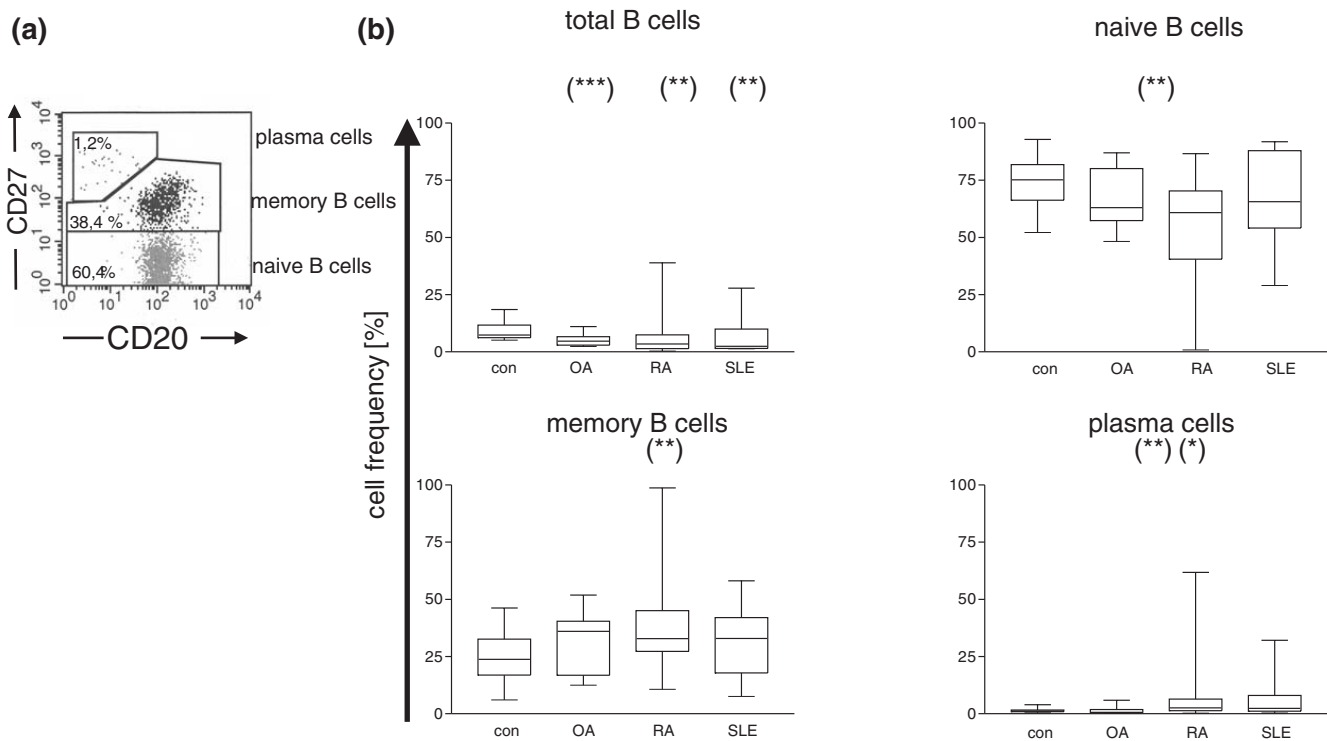 (a)
(b)
total B cells
naive B cells
(***) (**) (**)
(**)
CD27
10^4
10^3
10^2
10^1
10^0
1,2%
38,4 %
60,4%
plasma cells
memory B cells
naive B cells
10^0 10^1 10^2 10^3 10^4
CD20
cell frequency [%]
100
75
50
25
0
con OA RA SLE
100
75
50
25
0
con OA RA SLE
memory B cells
(**)
100
75
50
25
0
con OA RA SLE
plasma cells
(**) (*)
100
75
50
25
0
con OA RA SLE